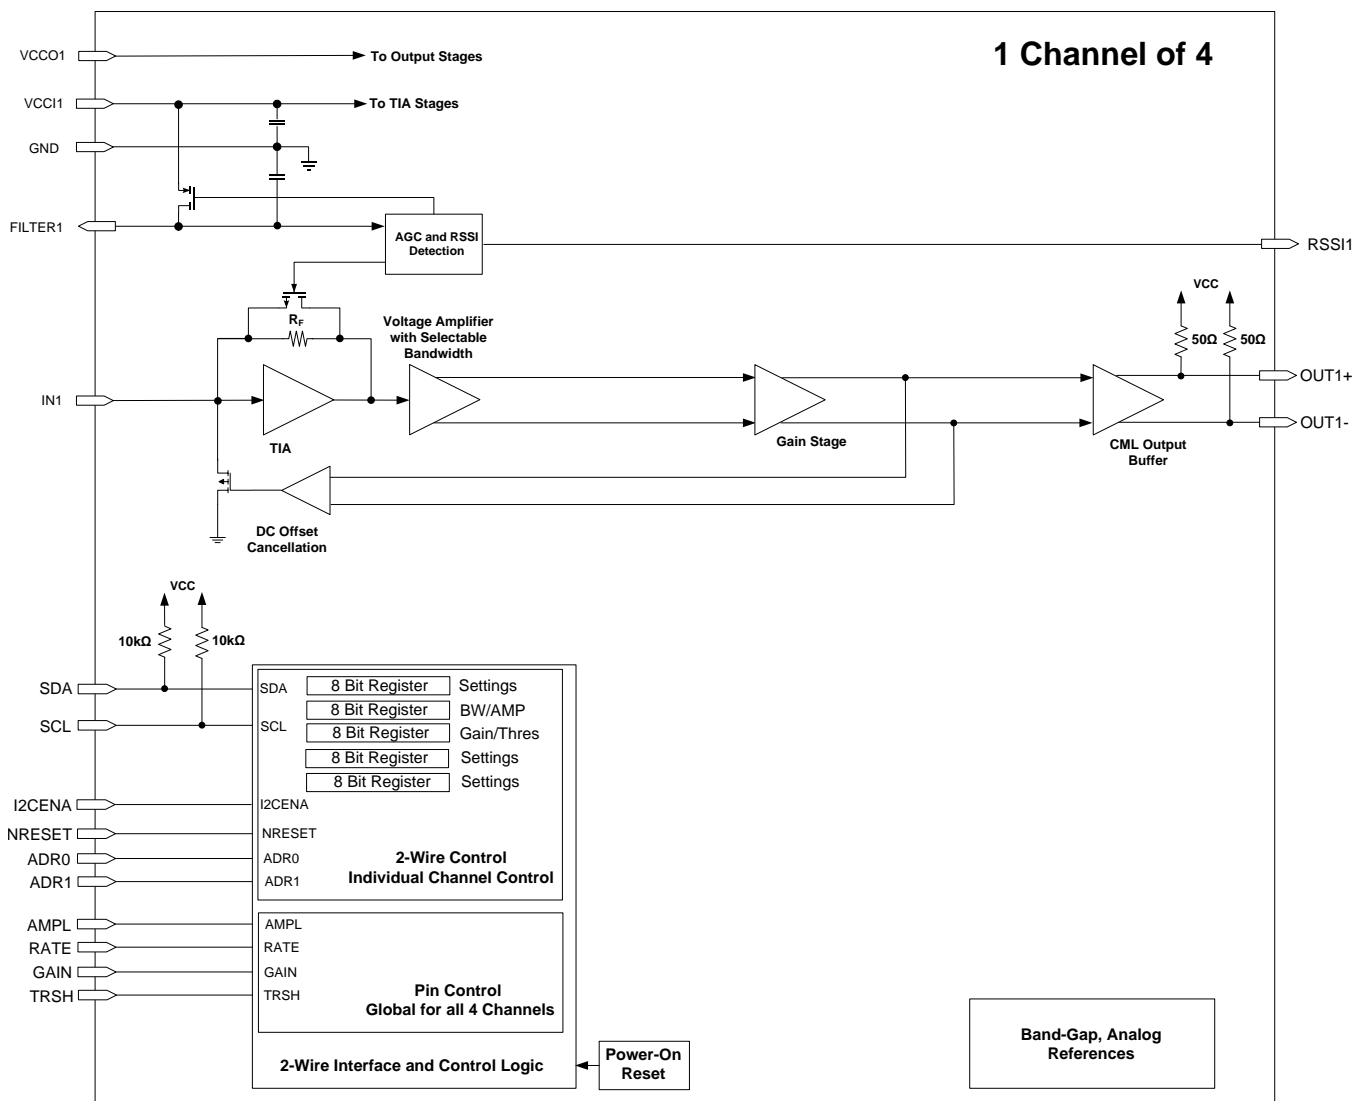 1 Channel of 4
VCCO1
To Output Stages
VCCI1
To TIA Stages
GND
FILTER1
AGC and RSSI
Detection
RSSI1
RF
Voltage Amplifier
with Selectable
Bandwidth
VCC
50Ω
50Ω
IN1
TIA
Gain Stage
CML Output
Buffer
OUT1+
OUT1-
DC Offset
Cancellation
VCC
10kΩ
10kΩ
SDA
SDA
8 Bit Register
Settings
8 Bit Register
BW/AMP
SCL
SCL
8 Bit Register
Gain/Thres
8 Bit Register
Settings
8 Bit Register
Settings
I2CENA
I2CENA
NRESET
NRESET
ADR0
ADR0
ADR1
ADR1
2-Wire Control
Individual Channel Control
AMPL
AMPL
RATE
RATE
GAIN
GAIN
TRSH
TRSH
Pin Control
Global for all 4 Channels
2-Wire Interface and Control Logic
Power-On
Reset
Band-Gap, Analog
References